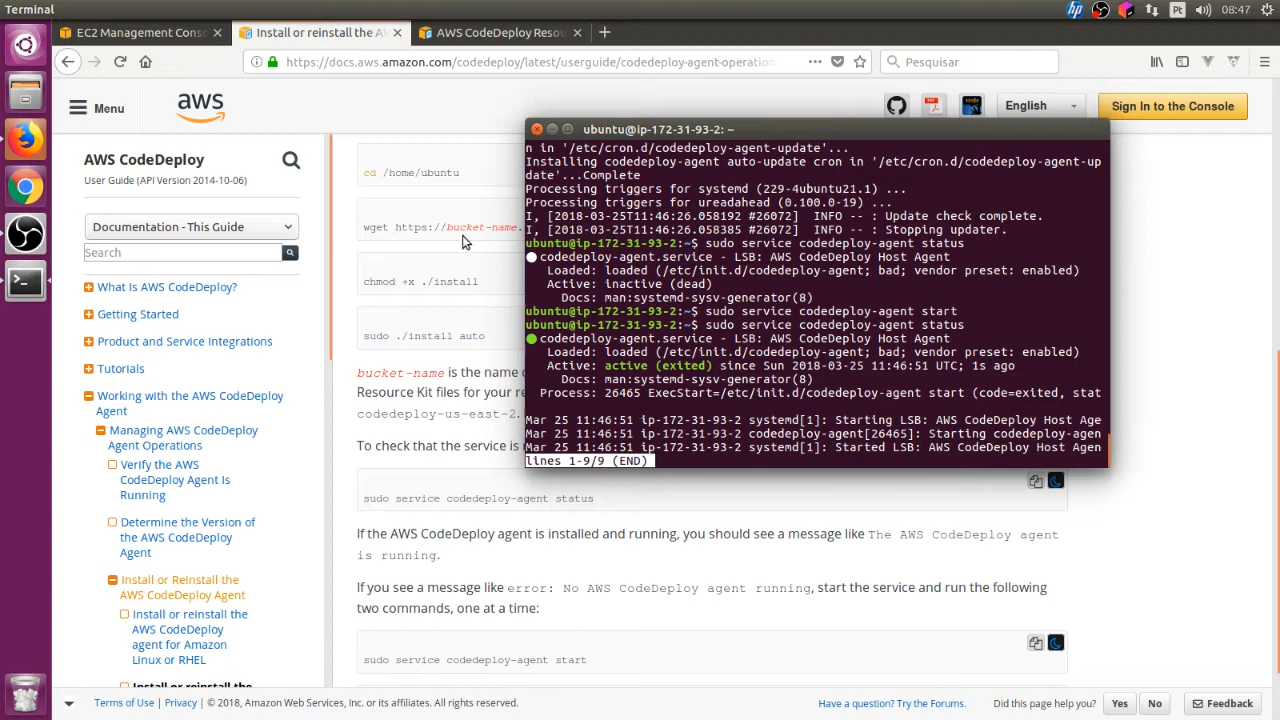 Terminal
Pt
08:47
EC2 Management Conso
Install or reinstall the AW
AWS CodeDeploy Resou
https://docs.aws.amazon.com/codedeploy/latest/userguide/codedeploy-agent-operation
Pesquisar
Menu
aws
English
Sign In to the Console
AWS CodeDeploy
User Guide (API Version 2014-10-06)
Documentation - This Guide
Search
What Is AWS CodeDeploy?
Getting Started
Product and Service Integrations
Tutorials
Working with the AWS CodeDeploy
Agent
Managing AWS CodeDeploy
Agent Operations
Verify the AWS
CodeDeploy Agent Is
Running
Determine the Version of
the AWS CodeDeploy
Agent
Install or Reinstall the
AWS CodeDeploy Agent
Install or reinstall the
AWS CodeDeploy
agent for Amazon
Linux or RHEL
Install or reinstall the
cd /home/ubuntu
wget https://bucket-name.
chmod +x ./install
sudo ./install auto
bucket-name is the name o
Resource Kit files for your re
codedeploy-us-east-2.
To check that the service is
sudo service codedeploy-agent status
If the AWS CodeDeploy agent is installed and running, you should see a message like The AWS CodeDeploy agent
is running.
If you see a message like error: No AWS CodeDeploy agent running, start the service and run the following
two commands, one at a time:
sudo service codedeploy-agent start
ubuntu@ip-172-31-93-2: ~
n in '/etc/cron.d/codedeploy-agent-update'...
Installing codedeploy-agent auto-update cron in '/etc/cron.d/codedeploy-agent-up
date'...Complete
Processing triggers for systemd (229-4ubuntu21.1) ...
Processing triggers for ureadahead (0.100.0-19) ...
I, [2018-03-25T11:46:26.058192 #26072]  INFO -- : Update check complete.
I, [2018-03-25T11:46:26.058385 #26072]  INFO -- : Stopping updater.
ubuntu@ip-172-31-93-2:~$ sudo service codedeploy-agent status
codedeploy-agent.service - LSB: AWS CodeDeploy Host Agent
Loaded: loaded (/etc/init.d/codedeploy-agent; bad; vendor preset: enabled)
Active: inactive (dead)
Docs: man:systemd-sysv-generator(8)
ubuntu@ip-172-31-93-2:~$ sudo service codedeploy-agent start
ubuntu@ip-172-31-93-2:~$ sudo service codedeploy-agent status
codedeploy-agent.service - LSB: AWS CodeDeploy Host Agent
Loaded: loaded (/etc/init.d/codedeploy-agent; bad; vendor preset: enabled)
Active: active (exited) since Sun 2018-03-25 11:46:51 UTC; 1s ago
Docs: man:systemd-sysv-generator(8)
Process: 26465 ExecStart=/etc/init.d/codedeploy-agent start (code=exited, stat
Mar 25 11:46:51 ip-172-31-93-2 systemd[1]: Starting LSB: AWS CodeDeploy Host Age
Mar 25 11:46:51 ip-172-31-93-2 codedeploy-agent[26465]: Starting codedeploy-agen
Mar 25 11:46:51 ip-172-31-93-2 systemd[1]: Started LSB: AWS CodeDeploy Host Agen
lines 1-9/9 (END)
Terms of Use | Privacy | © 2018, Amazon Web Services, Inc. or its affiliates. All rights reserved.
Have a question? Try the Forums.
Did this page help you?
Yes
No
Feedback